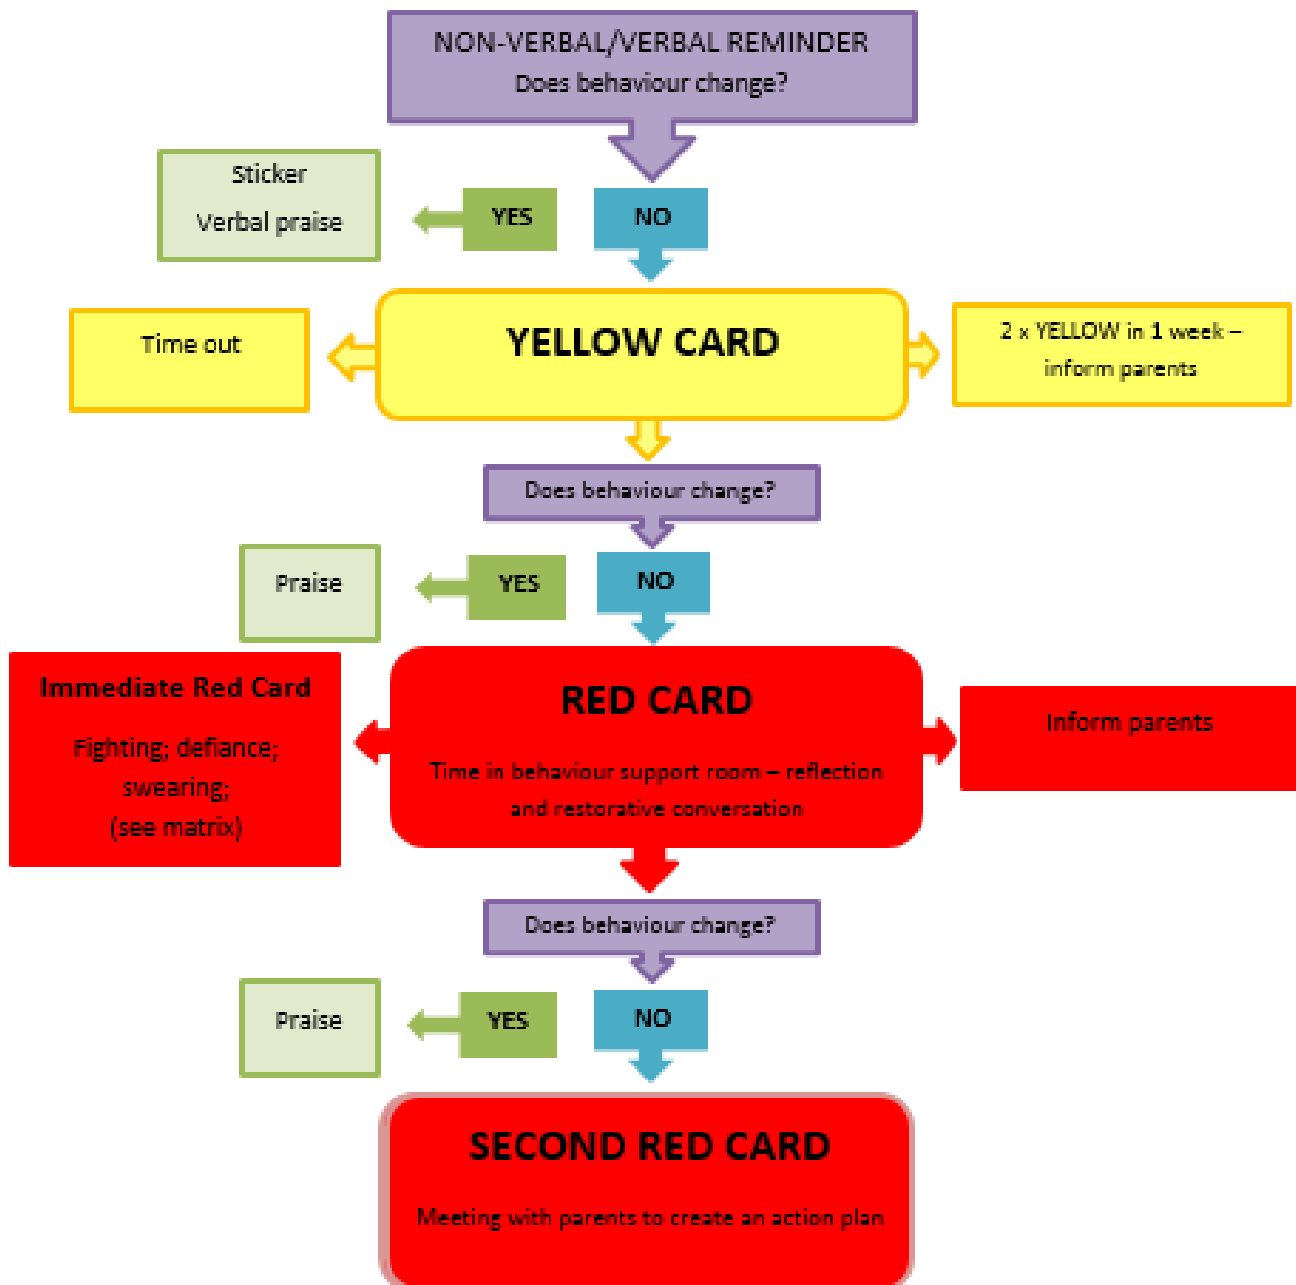 NON-VERBAL/VERBAL REMINDER
Does behaviour change?
Sticker
Verbal praise
YES
NO
Time out
YELLOW CARD
2 x YELLOW in 1 week –
inform parents
Does behaviour change?
Praise
YES
NO
Immediate Red Card
Fighting; defiance;
swearing;
(see matrix)
RED CARD
Time in behaviour support room – reflection
and restorative conversation
Inform parents
Does behaviour change?
Praise
YES
NO
SECOND RED CARD
Meeting with parents to create an action plan